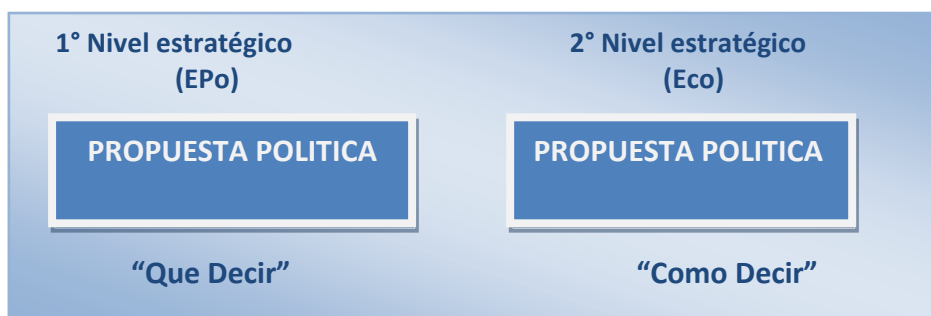 1° Nivel estratégico
(EPo)
PROPUESTA POLITICA
“Que Decir”
2° Nivel estratégico
(Eco)
PROPUESTA POLITICA
“Como Decir”